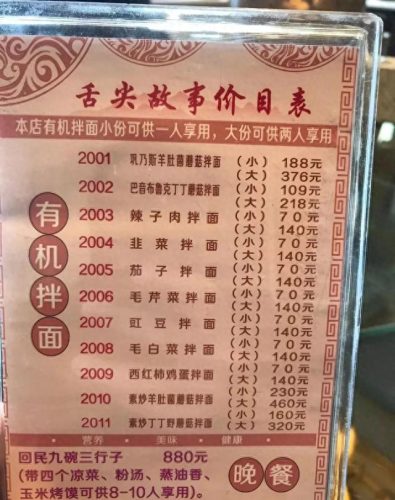 舌尖故事价目表
本店有机拌面小份可供一人享用,大份可供两人享用
有机拌面
2001 巩乃斯羊肚菌蘑菇拌面 (小) 188元
(大) 376元
2002 巴音布鲁克丁丁蘑菇拌面 (小) 109元
(大) 218元
2003 辣子肉拌面 (小) 70元
(大) 140元
2004 韭菜拌面 (小) 70元
(大) 140元
2005 茄子拌面 (小) 70元
(大) 140元
2006 毛芹菜拌面 (小) 70元
(大) 140元
2007 豇豆拌面 (小) 70元
(大) 140元
2008 毛白菜拌面 (小) 70元
(大) 140元
2009 西红柿鸡蛋拌面 (小) 70元
(大) 140元
2010 素炒羊肚菌蘑菇拌面 (小) 230元
(大) 460元
2011 素炒丁丁野蘑菇拌面 (小) 160元
(大) 320元
营养 美味 健康
回民九碗三行子 880元
(带四个凉菜、粉汤、蒸油香、
玉米烤馍可供8-10人享用)。
晚餐